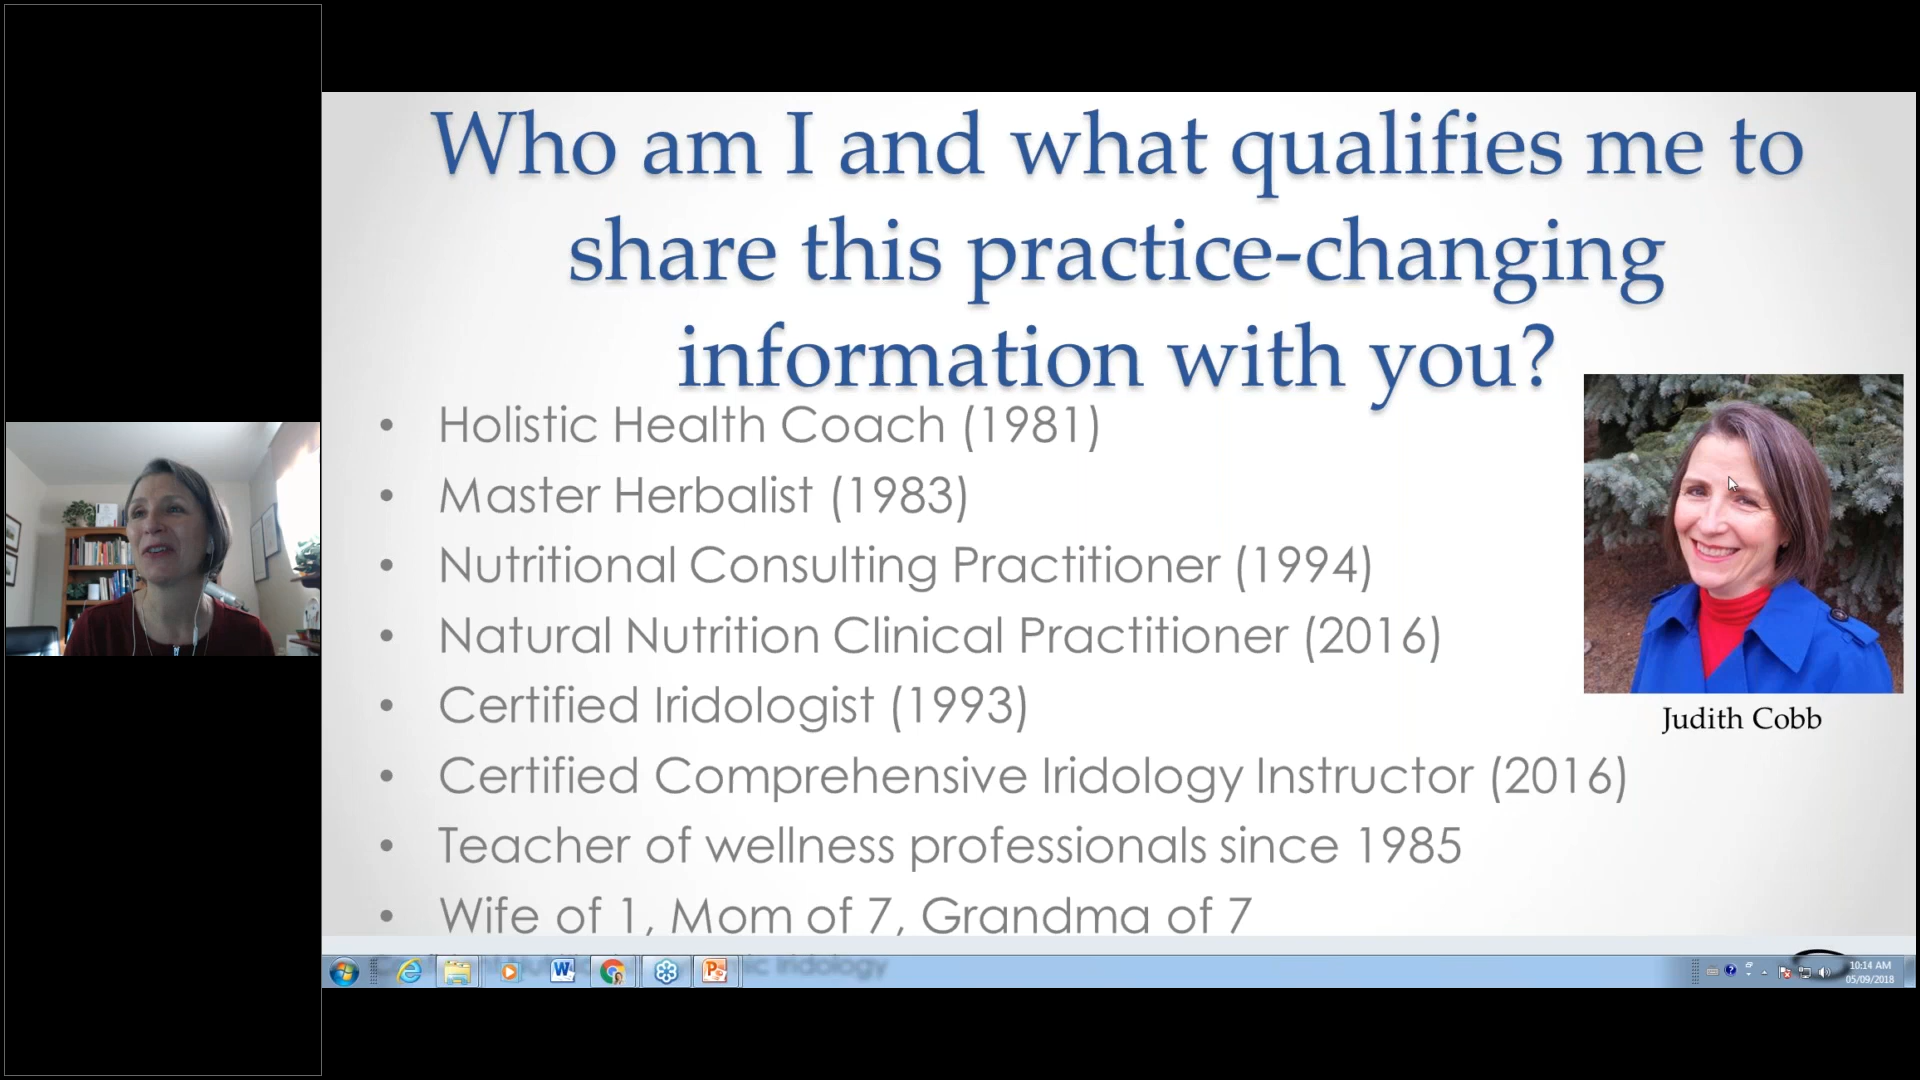 Who am I and what qualifies me to
share this practice-changing
information with you?
• Holistic Health Coach (1981)
• Master Herbalist (1983)
• Nutritional Consulting Practitioner (1994)
• Natural Nutrition Clinical Practitioner (2016)
• Certified Iridologist (1993)
• Certified Comprehensive Iridology Instructor (2016)
• Teacher of wellness professionals since 1985
• Wife of 1, Mom of 7, Grandma of 7
Judith Cobb
Iridology
10:14 AM
05/09/2018